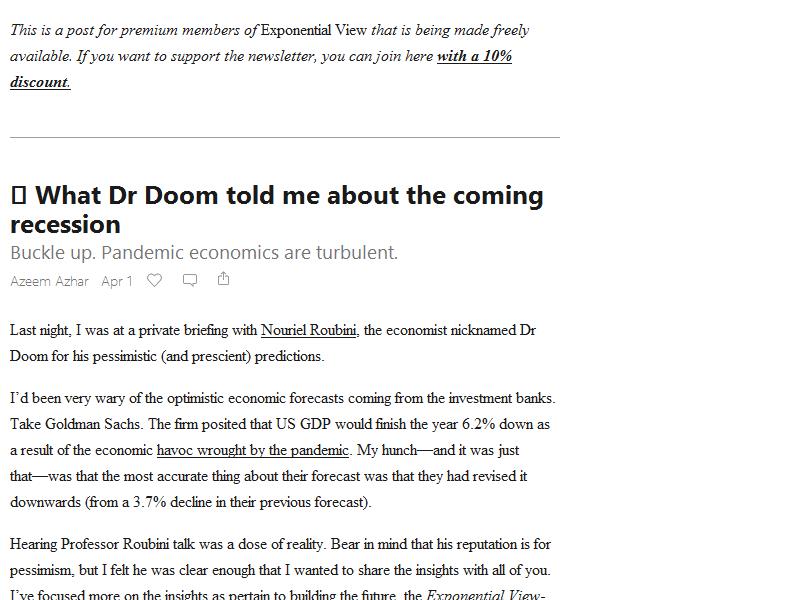 This is a post for premium members of Exponential View that is being made freely
available. If you want to support the newsletter, you can join here with a 10%
discount.
What Dr Doom told me about the coming
recession
Buckle up. Pandemic economics are turbulent.
Azeem Azhar Apr 1
Last night, I was at a private briefing with Nouriel Roubini, the economist nicknamed Dr
Doom for his pessimistic (and prescient) predictions.
I’d been very wary of the optimistic economic forecasts coming from the investment banks.
Take Goldman Sachs. The firm posited that US GDP would finish the year 6.2% down as
a result of the economic havoc wrought by the pandemic. My hunch—and it was just
that—was that the most accurate thing about their forecast was that they had revised it
downwards (from a 3.7% decline in their previous forecast).
Hearing Professor Roubini talk was a dose of reality. Bear in mind that his reputation is for
pessimism, but I felt he was clear enough that I wanted to share the insights with all of you.
I’ve focused more on the insights as pertain to building the future, the Exponential View-